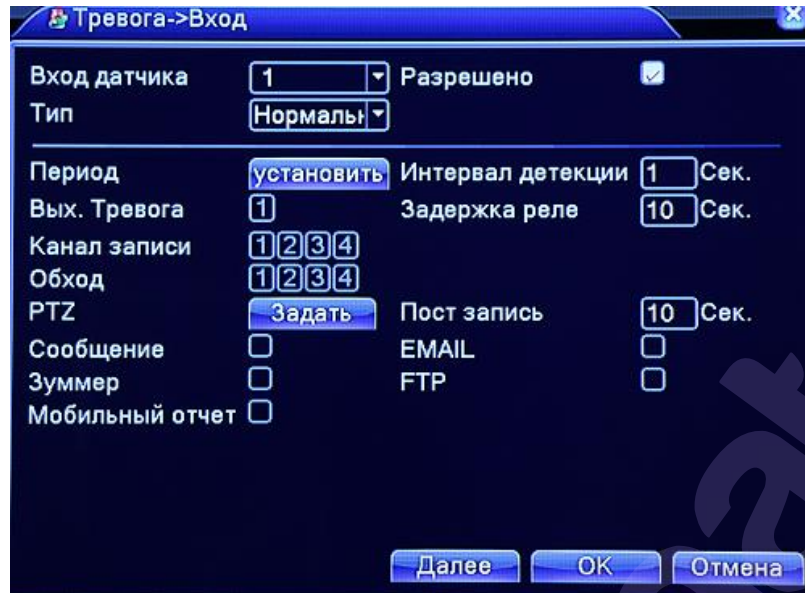 Тревога->Вход
Вход датчика 1 Разрешено
Тип Нормальн
Период установить Интервал детекции 1 Сек.
Вых. Тревога 1 Задержка реле 10 Сек.
Канал записи 1 2 3 4
Обход 1 2 3 4
PTZ Задать Пост запись 10 Сек.
Сообщение EMAIL
Зуммер FTP
Мобильный отчет
Далее OK Отмена